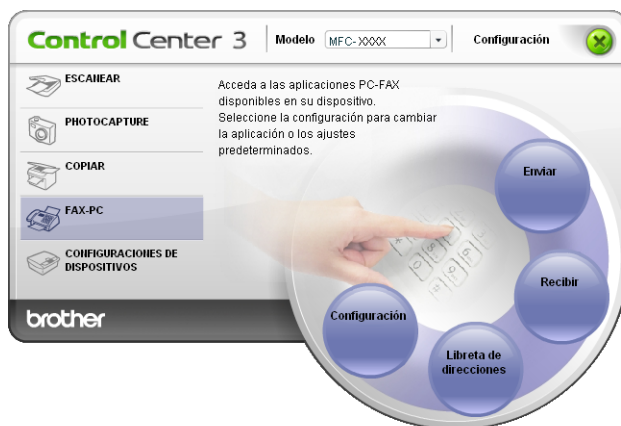 Control Center 3
Modelo
MFC-XXXX
Configuración
ESCANEAR
PHOTOCAPTURE
COPIAR
FAX-PC
CONFIGURACIONES DE
DISPOSITIVOS
brother
Acceda a las aplicaciones PC-FAX
disponibles en su dispositivo.
Seleccione la configuración para cambiar
la aplicación o los ajustes
predeterminados.
Enviar
Recibir
Libreta de
direcciones
Configuración